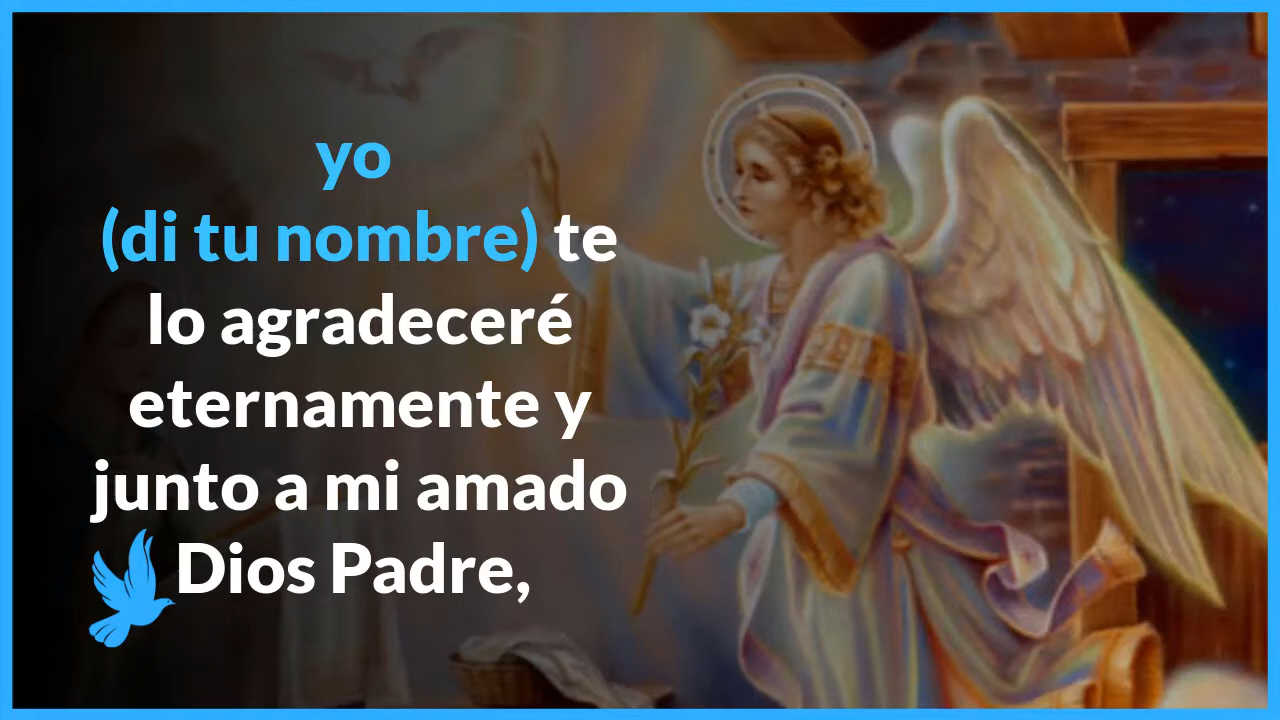 yo
(di tu nombre) te
lo agradeceré
eternamente y
junto a mi amado
Dios Padre,